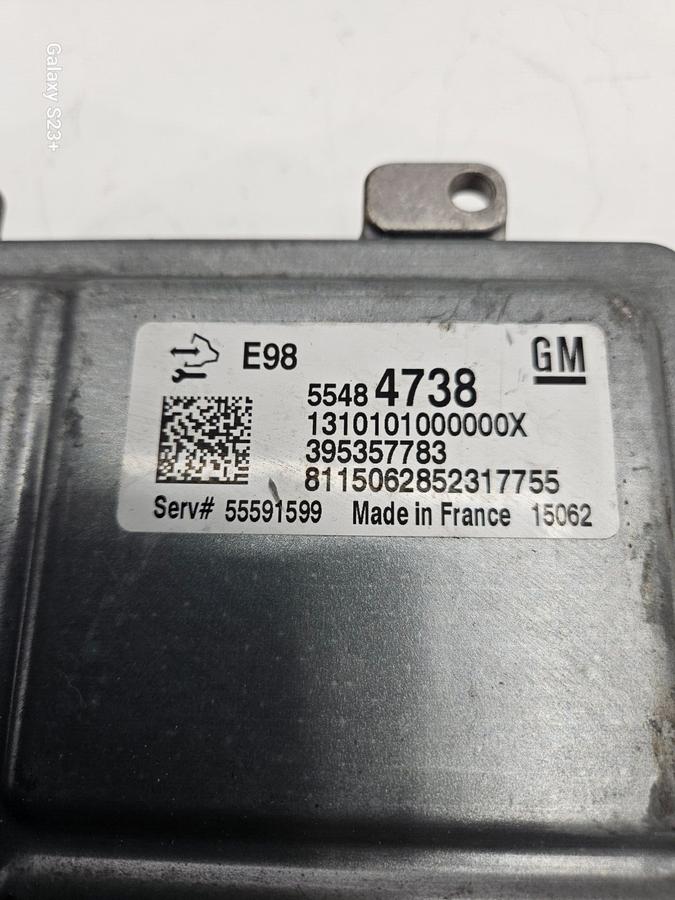 Galaxy S23+
E98
GM
5548 4738
1310101000000X
395357783
8115062852317755
Serv# 55591599 Made in France 15062